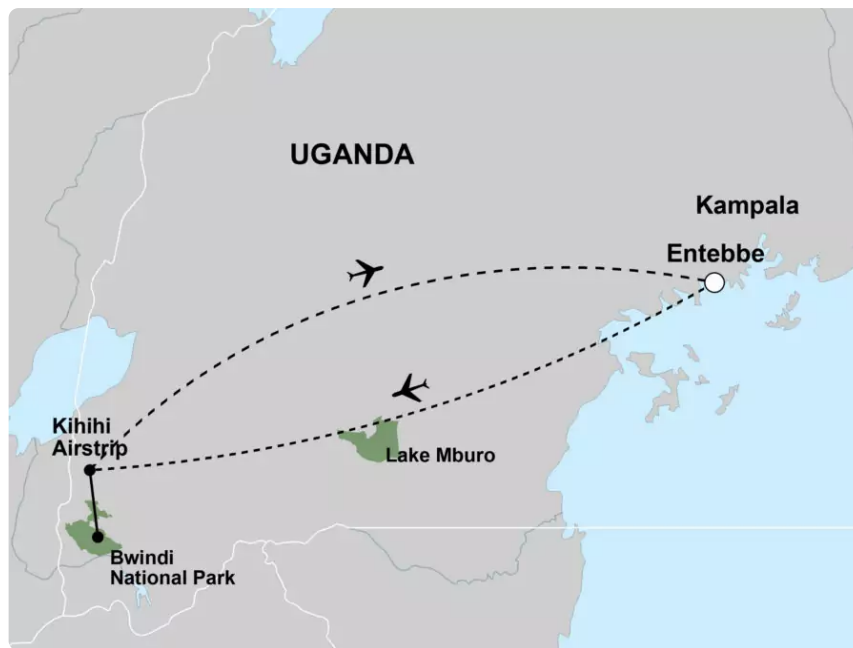 UGANDA
Kampala
Entebbe
Kihihi
Airstrip
Lake Mburo
Bwindi
National Park